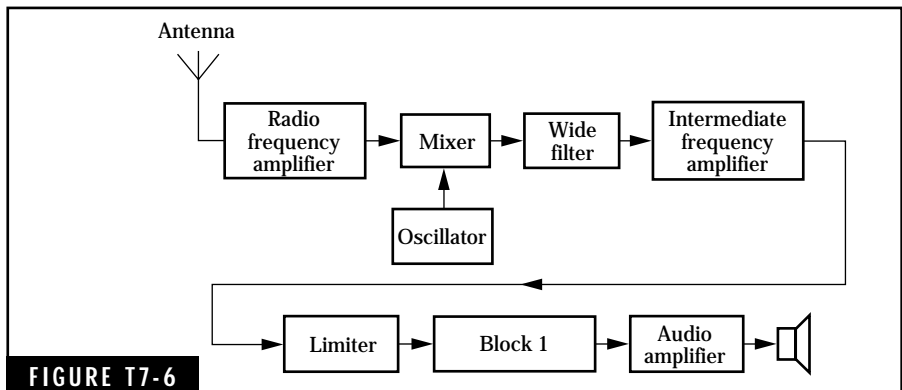 Antenna
Radio
frequency
amplifier
Mixer
Wide
filter
Intermediate
frequency
amplifier
Oscillator
Limiter
Block 1
Audio
amplifier
FIGURE T7-6